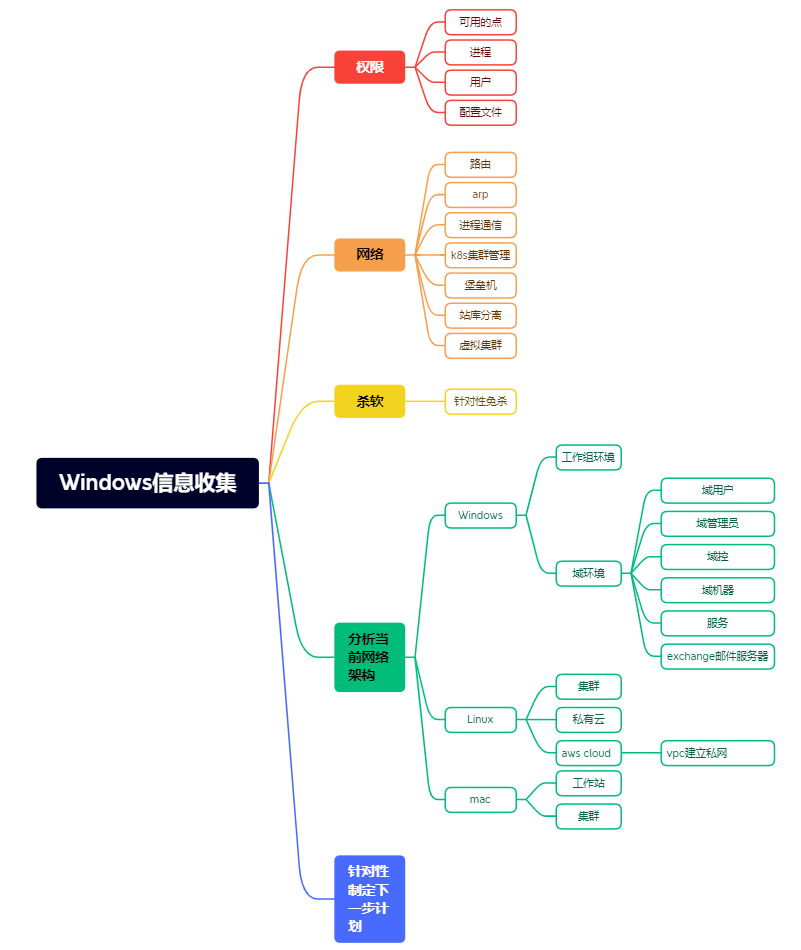 Windows信息收集
权限
可用的点
进程
用户
配置文件
网络
路由
arp
进程通信
k8s集群管理
堡垒机
站库分离
虚拟集群
杀软
针对性免杀
分析当
前网络
架构
Windows
工作组环境
域环境
域用户
域管理员
域控
域机器
服务
exchange邮件服务器
Linux
集群
私有云
aws cloud
vpc建立私网
mac
工作站
集群
针对性
制定下
一步计
划